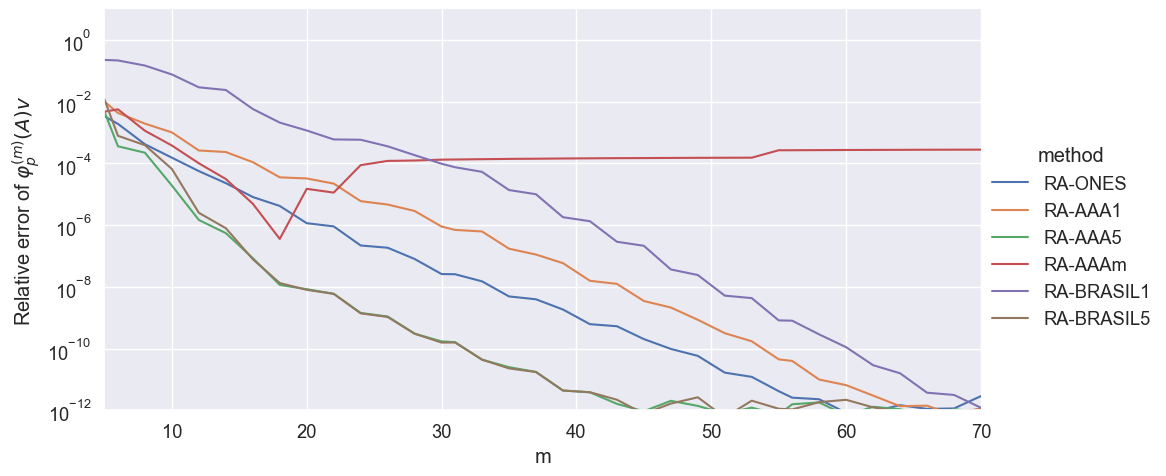 Relative error of φₚ⁽ᵐ⁾(A)v
10⁰
10⁻²
10⁻⁴
10⁻⁶
10⁻⁸
10⁻¹⁰
10⁻¹²
10 20 30 40 50 60 70
m
method
RA-ONES
RA-AAA1
RA-AAA5
RA-AAAm
RA-BRASIL1
RA-BRASIL5